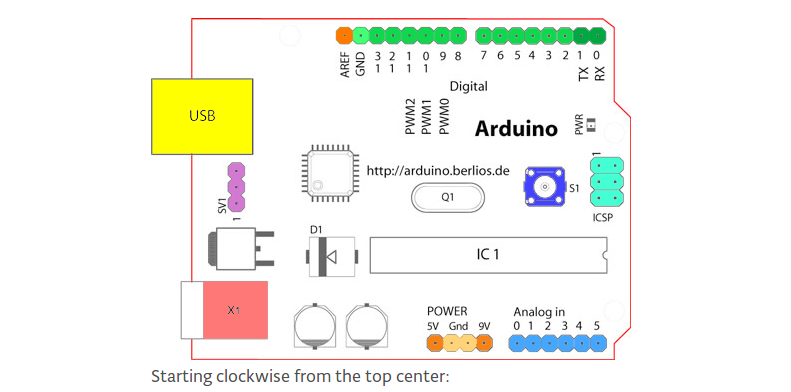 AREF GND 13 12 11 10 9 8 7 6 5 4 3 2 1 0
TX RX
Digital
USB
PWM2 PWM1 PWM0
Arduino
PWR
http://arduino.berlios.de
1
SV1
1
Q1
S1
ICSP
D1
IC 1
X1
POWER
5V Gnd 9V
Analog in
0 1 2 3 4 5
Starting clockwise from the top center: